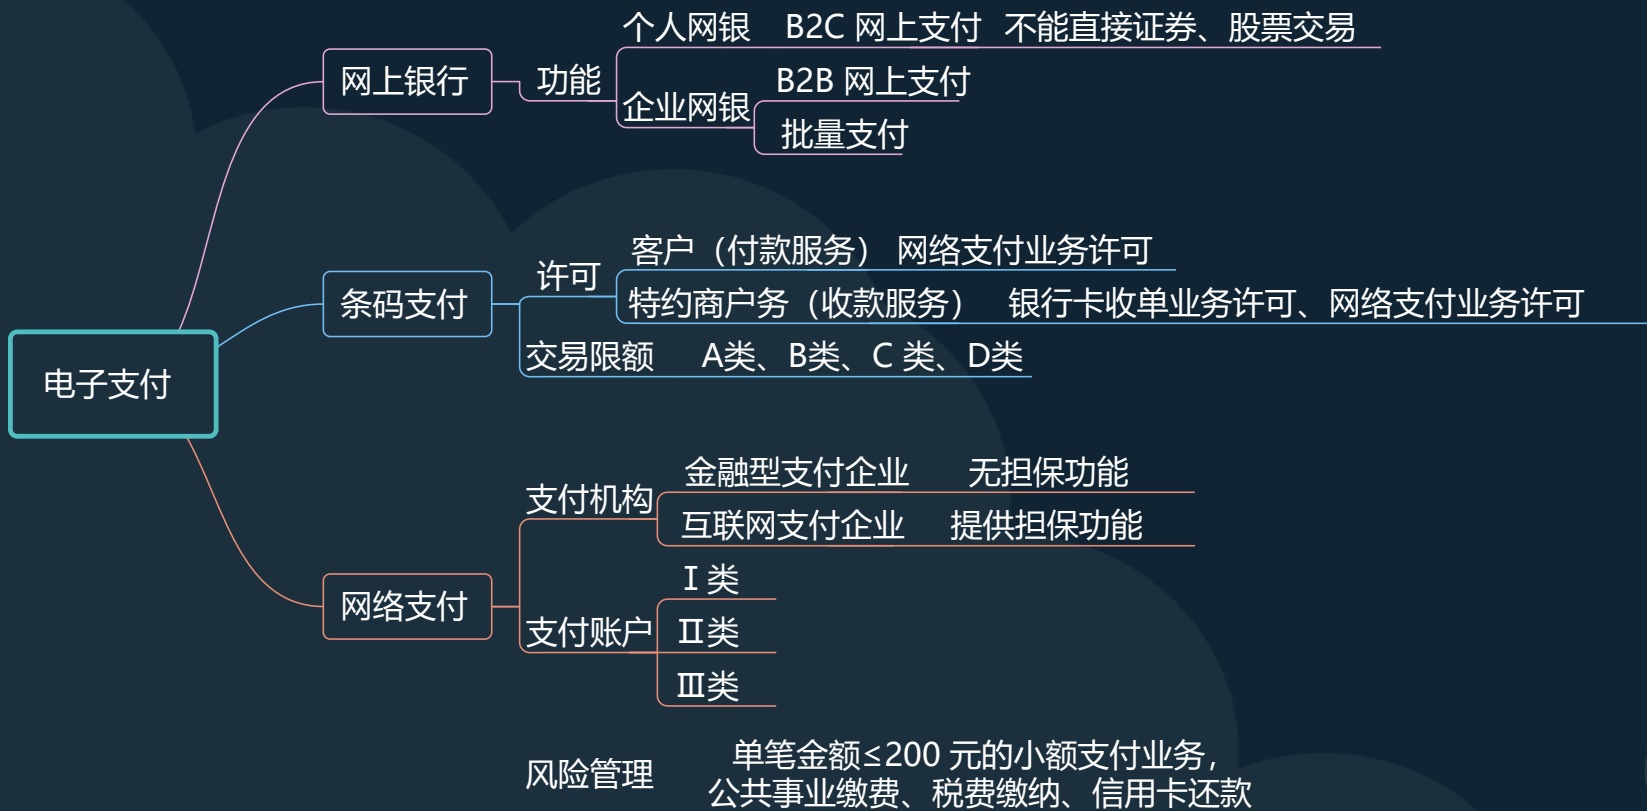 个人网银 B2C 网上支付 不能直接证券、股票交易
网上银行 功能
B2B 网上支付
企业网银
批量支付
客户（付款服务） 网络支付业务许可
许可
条码支付
特约商户务（收款服务） 银行卡收单业务许可、网络支付业务许可
交易限额 A类、B类、C 类、D类
电子支付
金融型支付企业 无担保功能
支付机构
互联网支付企业 提供担保功能
Ⅰ类
网络支付
支付账户 Ⅱ类
Ⅲ类
风险管理
单笔金额≤200 元的小额支付业务，
公共事业缴费、税费缴纳、信用卡还款